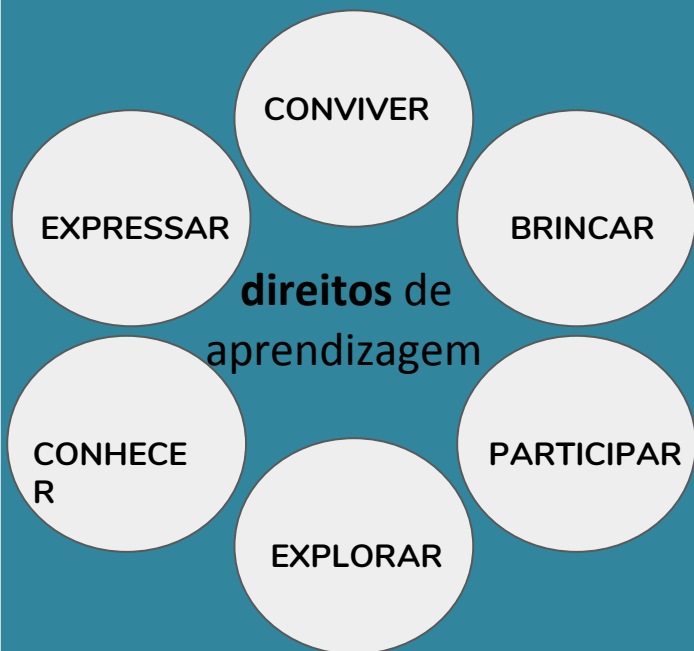 CONVIVER
EXPRESSAR
BRINCAR
direitos de
aprendizagem
CONHECE
R
PARTICIPAR
EXPLORAR